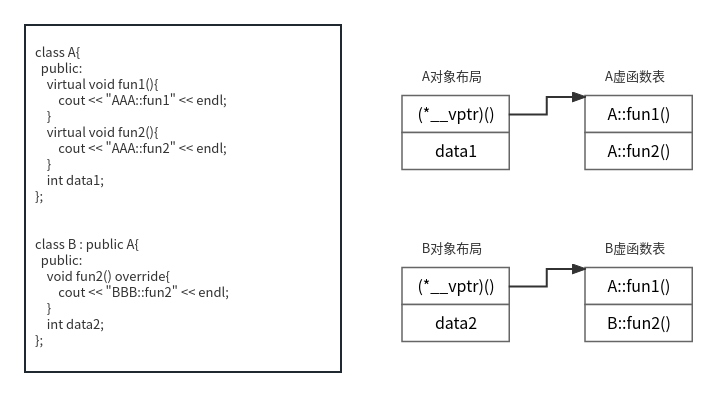 class A{
  public:
    virtual void fun1(){
        cout << "AAA::fun1" << endl;
    }
    virtual void fun2(){
        cout << "AAA::fun2" << endl;
    }
    int data1;
};
class B : public A{
  public:
    void fun2() override{
        cout << "BBB::fun2" << endl;
    }
    int data2;
};
A对象布局
(*__vptr)()
data1
A虚函数表
A::fun1()
A::fun2()
B对象布局
(*__vptr)()
data2
B虚函数表
A::fun1()
B::fun2()